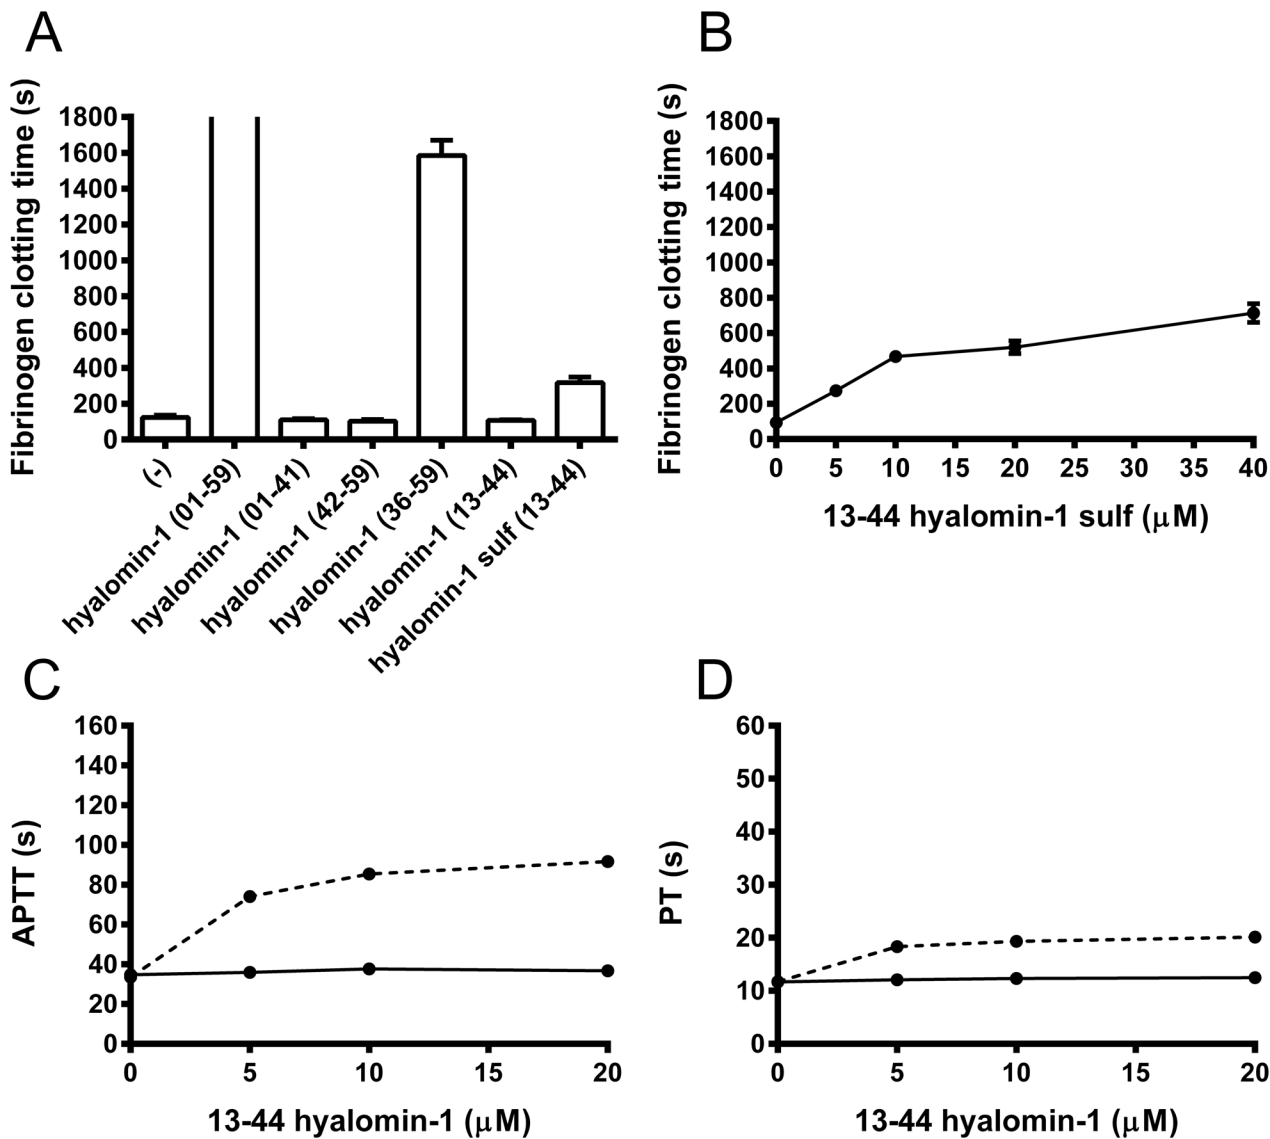 A
Fibrinogen clotting time (s)
1800
1600
1400
1200
1000
800
600
400
200
0
(-)
hyalomin-1 (01-59)
hyalomin-1 (01-41)
hyalomin-1 (42-59)
hyalomin-1 (36-59)
hyalomin-1 (13-44)
hyalomin-1 sulf (13-44)
B
Fibrinogen clotting time (s)
1800
1600
1400
1200
1000
800
600
400
200
0
0 5 10 15 20 25 30 35 40
13-44 hyalomin-1 sulf (μM)
C
APTT (s)
160
140
120
100
80
60
40
20
0
0 5 10 15 20
13-44 hyalomin-1 (μM)
D
PT (s)
60
50
40
30
20
10
0
0 5 10 15 20
13-44 hyalomin-1 (μM)